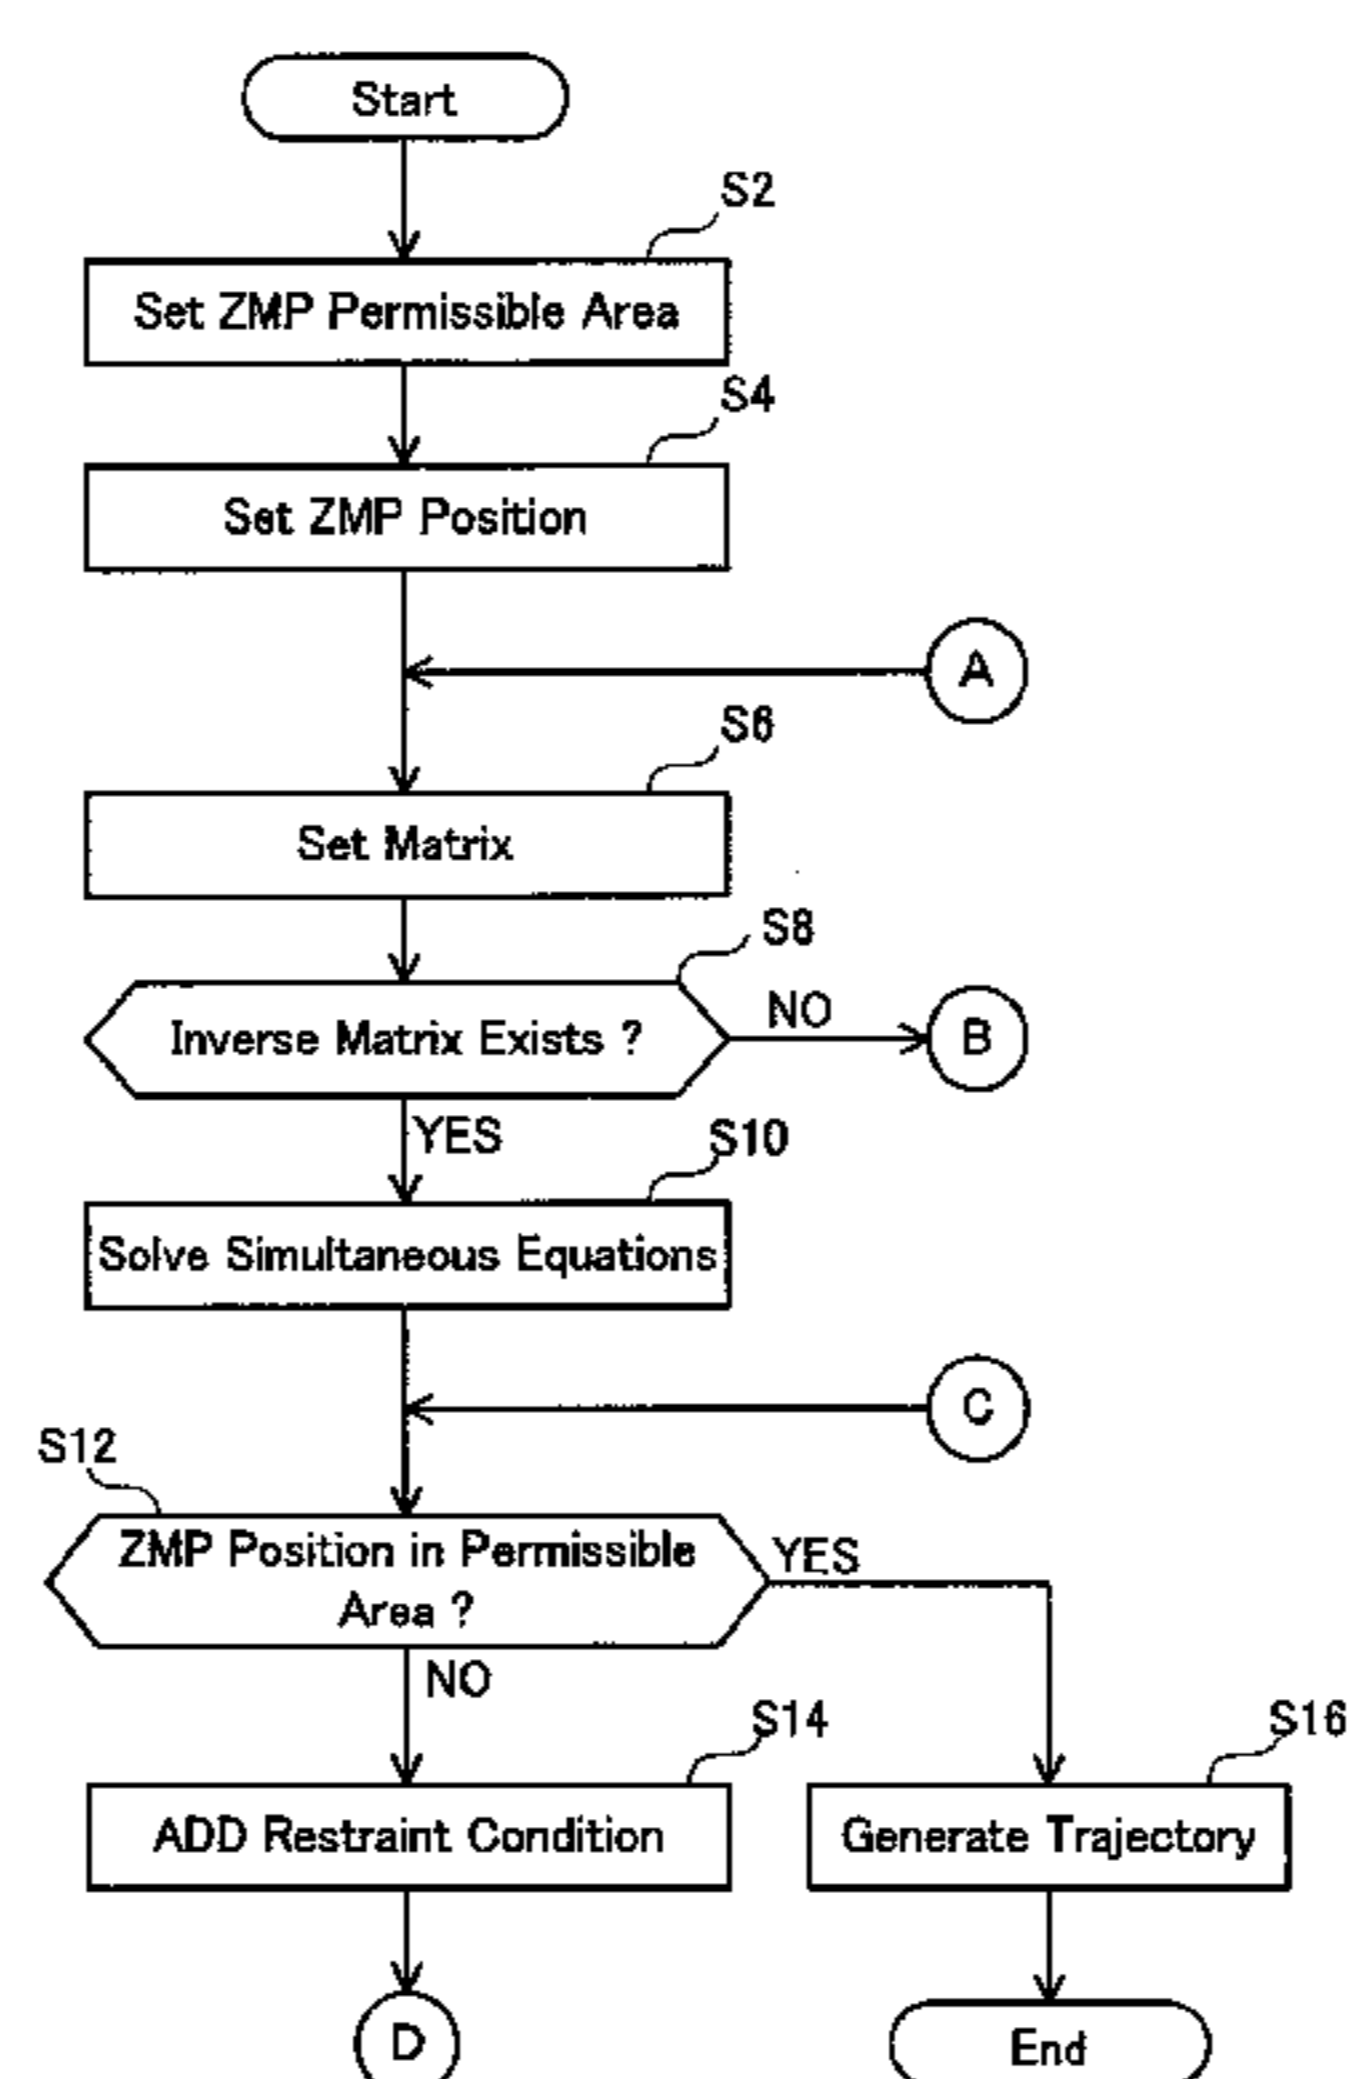 Start
S2
Set ZMP Permissible Area
S4
Set ZMP Position
A
S6
Set Matrix
S8
Inverse Matrix Exists ?
NO
B
YES
S10
Solve Simultaneous Equations
C
S12
ZMP Position in Permissible
Area ?
YES
NO
S14
S16
ADD Restraint Condition
Generate Trajectory
D
End